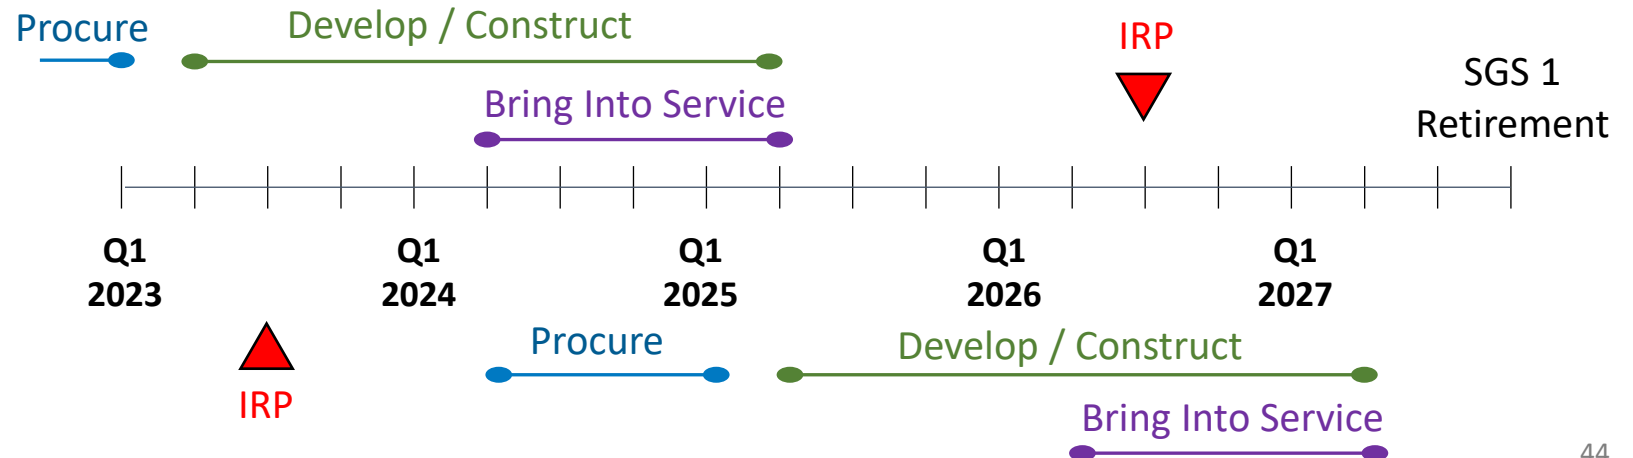 Procure
Develop / Construct
IRP
SGS 1
Retirement
Bring Into Service
Q1
2023
Q1
2024
Q1
2025
Q1
2026
Q1
2027
IRP
Procure
Develop / Construct
Bring Into Service
44